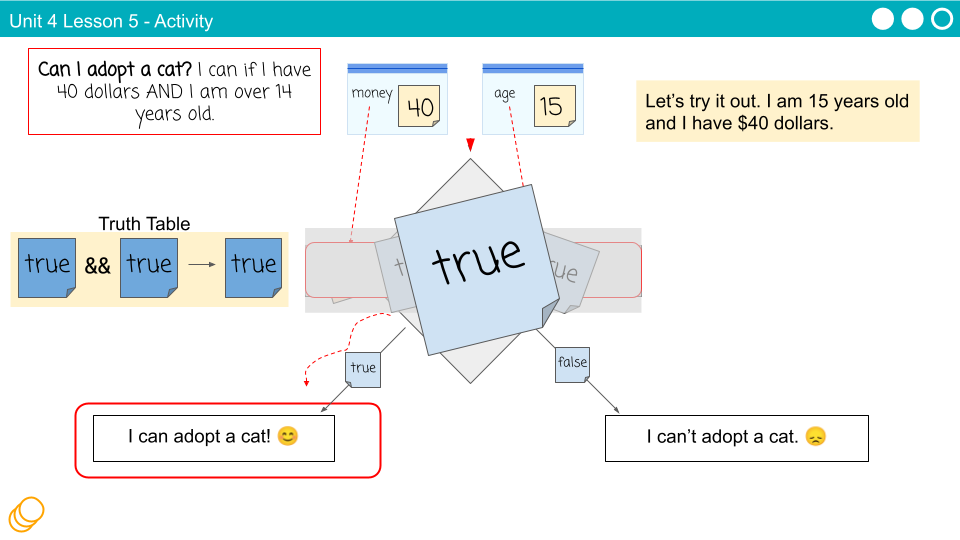 Unit 4 Lesson 5 - Activity
Can I adopt a cat? I can if I have
40 dollars AND I am over 14
years old.
money
40
age
15
Let's try it out. I am 15 years old
and I have $40 dollars.
Truth Table
true && true true
true
ue
true
false
I can adopt a cat! 😊
I can't adopt a cat. 😞